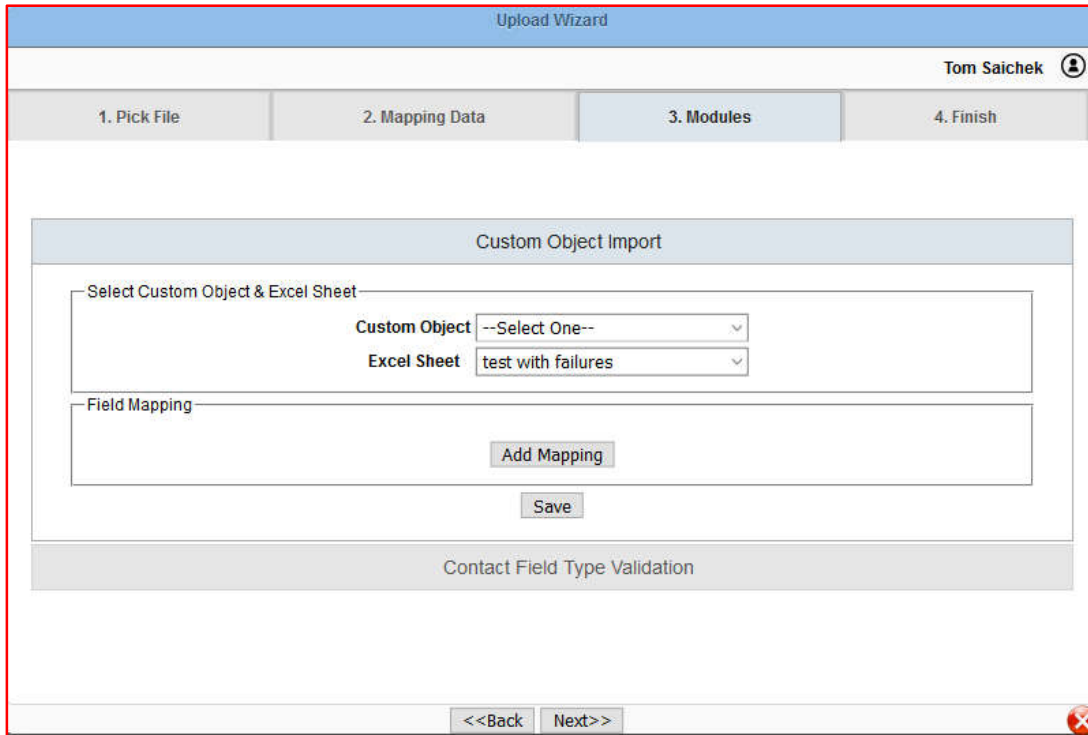 Upload Wizard
Tom Saichek
1. Pick File
2. Mapping Data
3. Modules
4. Finish
Custom Object Import
Select Custom Object & Excel Sheet
Custom Object --Select One--
Excel Sheet test with failures
Field Mapping
Add Mapping
Save
Contact Field Type Validation
<<Back Next>>